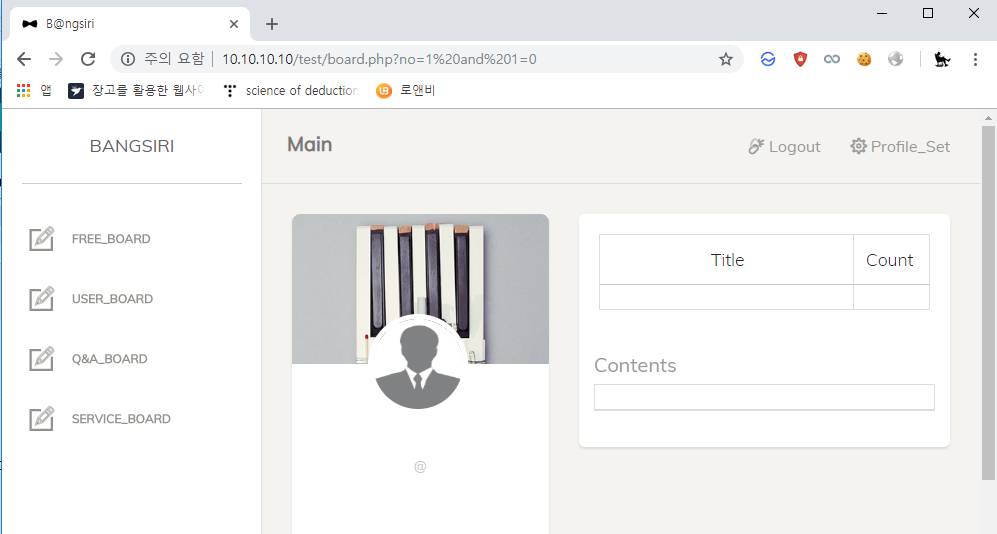 B@ngsiri
주의 요함 | 10.10.10.10/test/board.php?no=1%20and%201=0
앱 장고를 활용한 웹사이 science of deduction 로앤비
BANGSIRI
Main
Logout
Profile_Set
FREE_BOARD
USER_BOARD
Q&A_BOARD
SERVICE_BOARD
Title Count
Contents
@